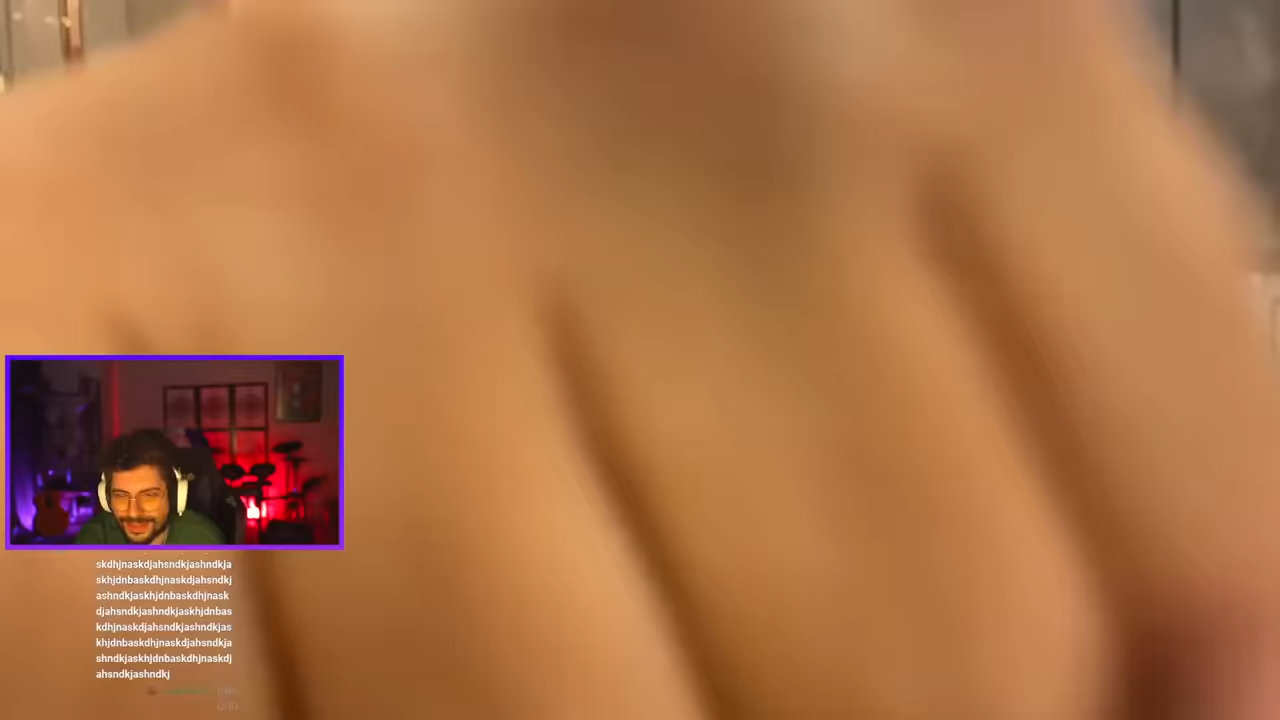 skdhjnaskdjahsndkjashndkja
skhjdnbaskdhjnaskdjahsndkj
ashndkjaskhjdnbaskdhjnask
djahsndkjashndkjaskhjdnbas
kdhjnaskdjahsndkjashndkjas
khjdnbaskdhjnaskdjahsndkja
shndkjaskhjdnbaskdhjnaskdj
ahsndkjashndkj